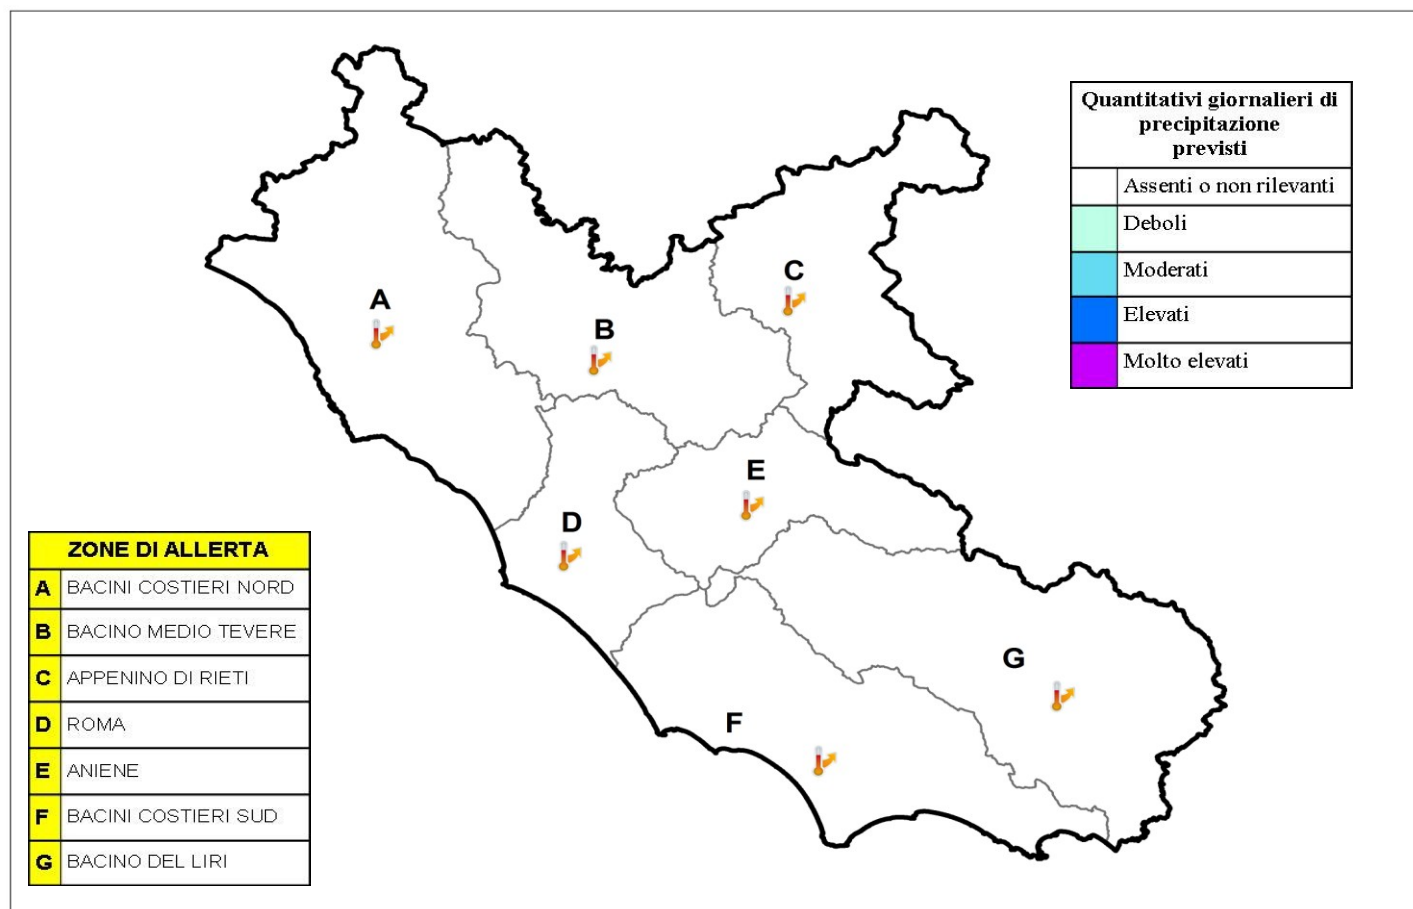 Quantitativi giornalieri di
precipitazione
previsti
Assenti o non rilevanti
Deboli
Moderati
Elevati
Molto elevati
A
B
C
D
E
F
G
ZONE DI ALLERTA
A BACINI COSTIERI NORD
B BACINO MEDIO TEVERE
C APPENINO DI RIETI
D ROMA
E ANIENE
F BACINI COSTIERI SUD
G BACINO DEL LIRI